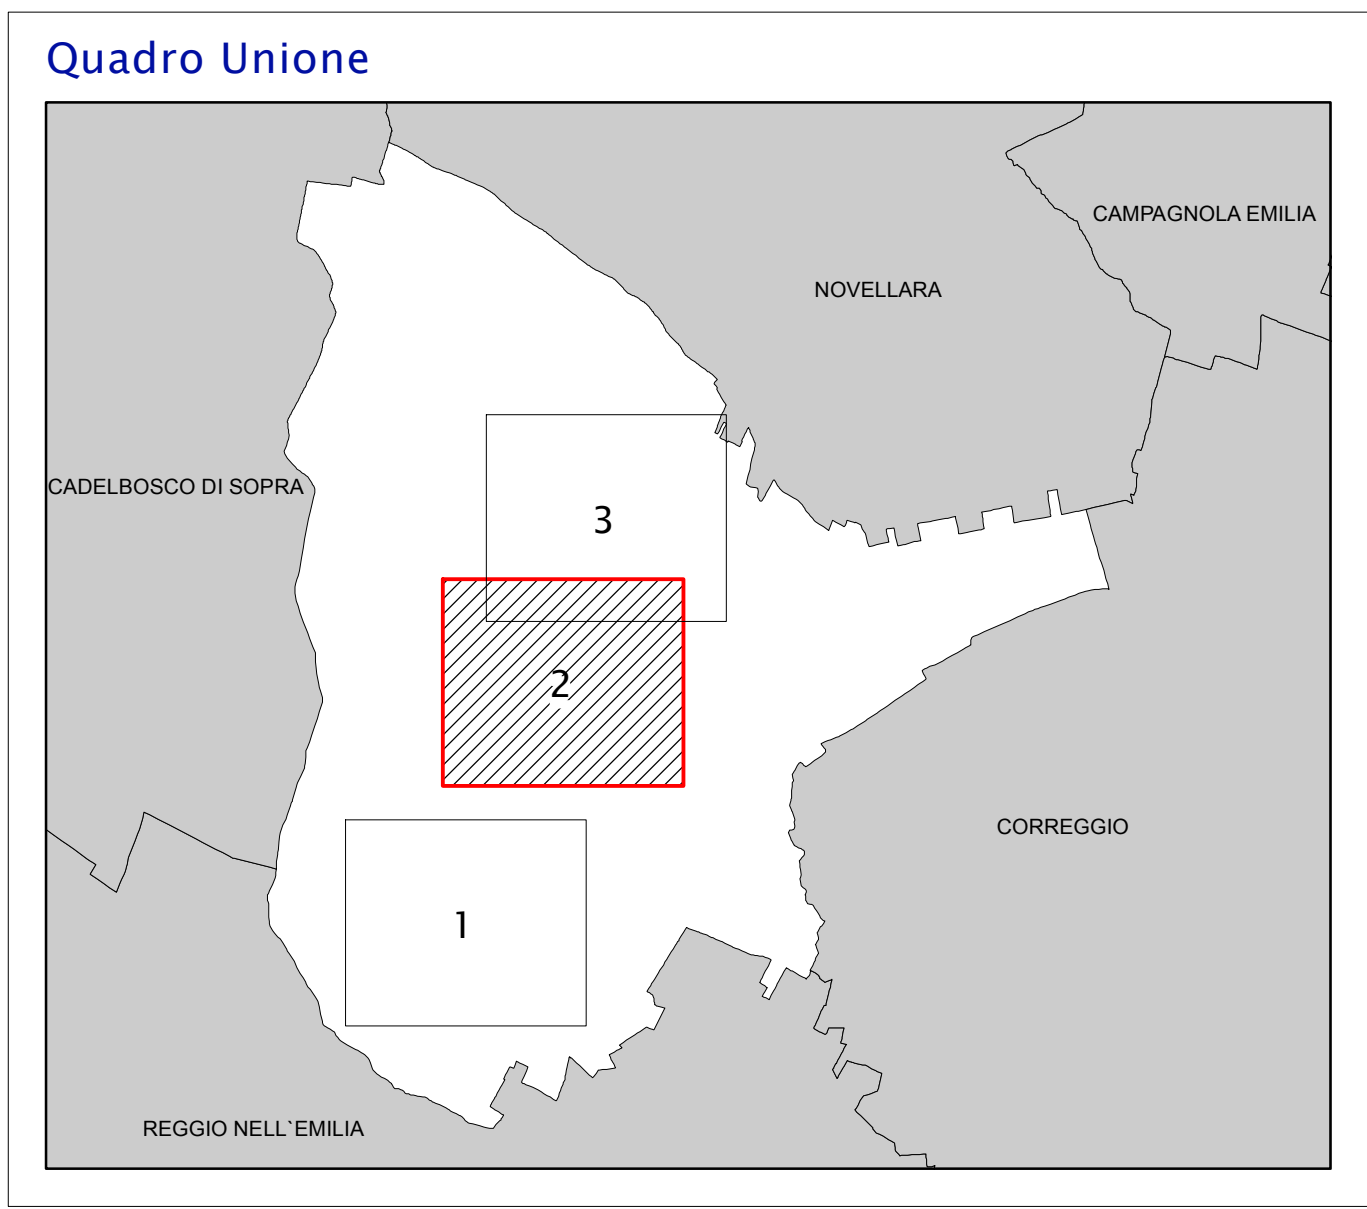 Quadro Unione
CAMPAGNOLA EMILIA
NOVELLARA
CADELBOSCO DI SOPRA
3
2
CORREGGIO
1
REGGIO NELL`EMILIA